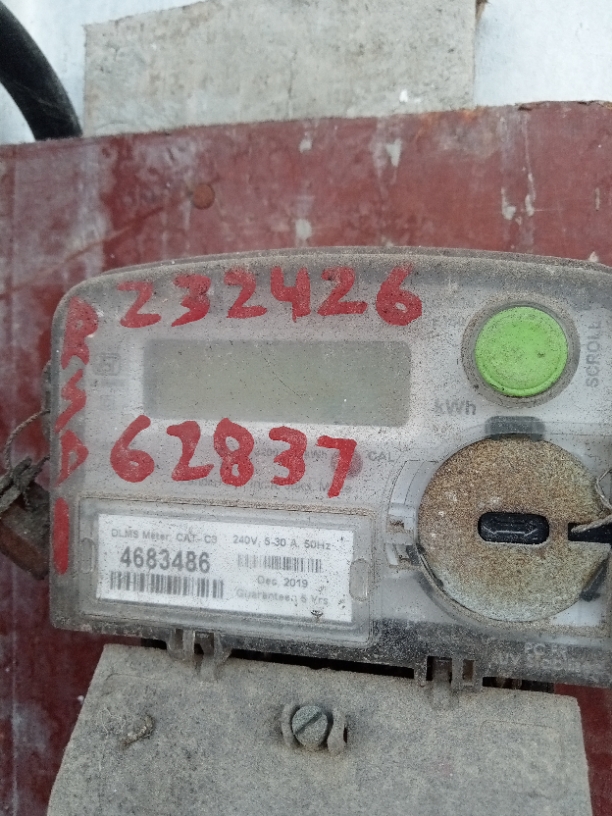 232426
RSD1
kWh
SCROLL
62837
CAL
DLMS Meter, CAT - C3 240V, 5-30 A, 50Hz
4683486
Dec. 2019
Guarantee : 5 Yrs